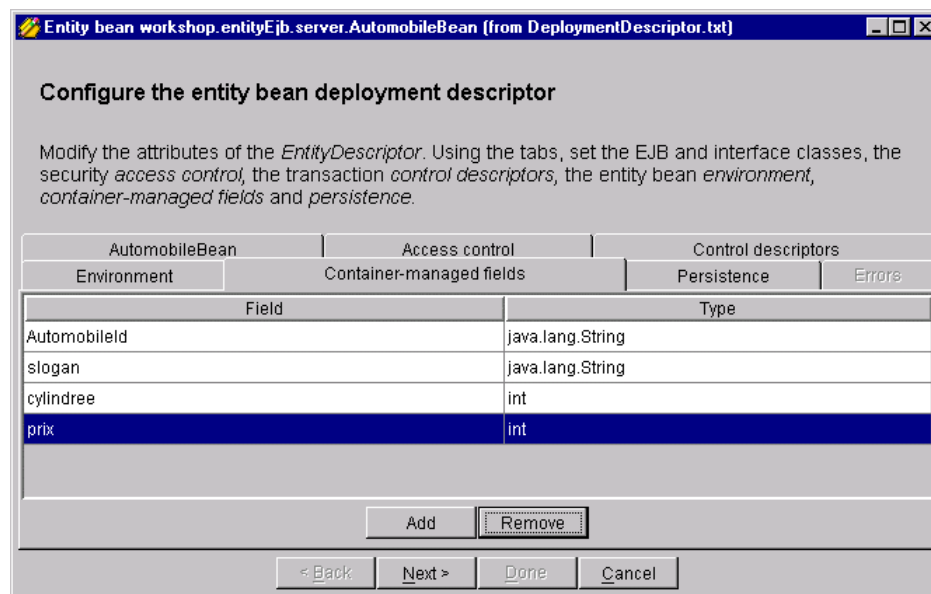 Entity bean workshop.entityEjb.server.AutomobileBean (from DeploymentDescriptor.txt)
Configure the entity bean deployment descriptor
Modify the attributes of the EntityDescriptor. Using the tabs, set the EJB and interface classes, the
security access control, the transaction control descriptors, the entity bean environment,
container-managed fields and persistence.
AutomobileBean Access control Control descriptors
Environment Container-managed fields Persistence Errors
Field Type
AutomobileId java.lang.String
slogan java.lang.String
cylindree int
prix int
Add Remove
< Back Next > Done Cancel